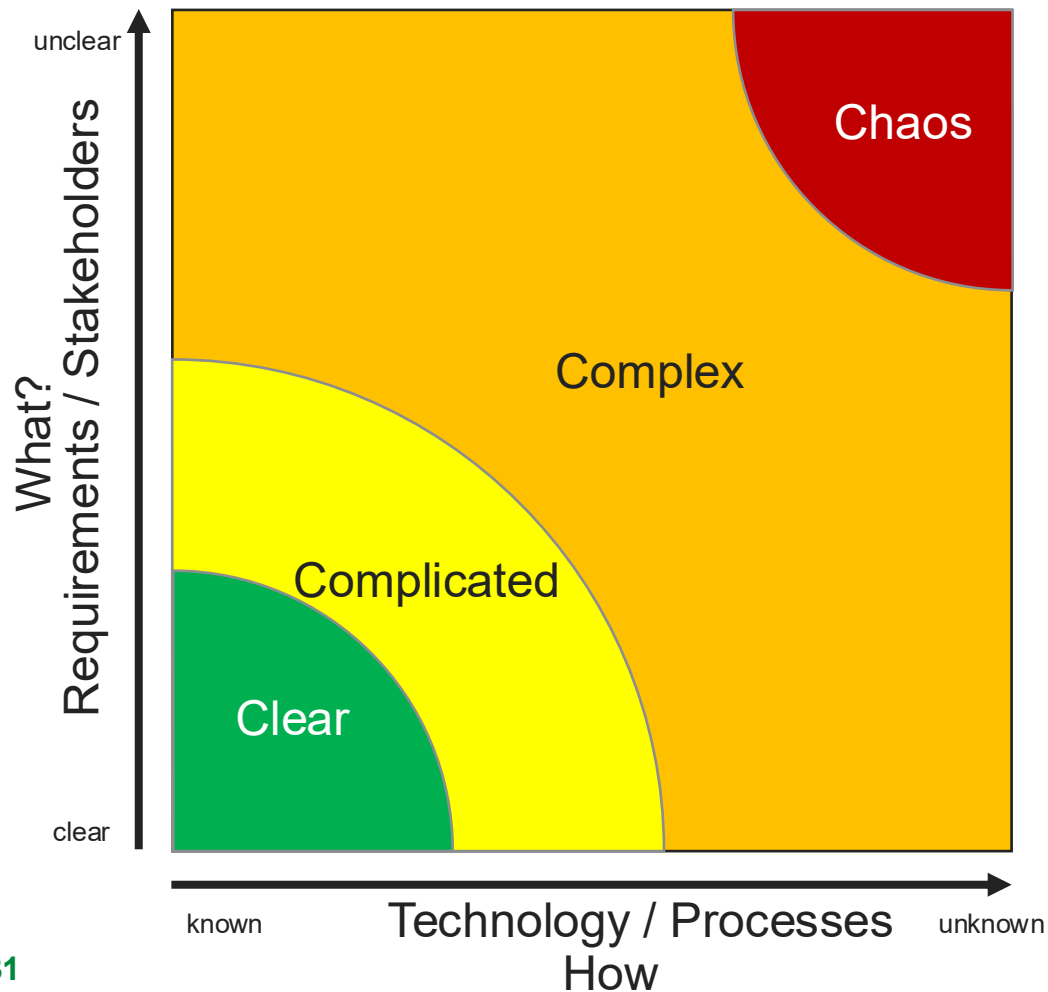 unclear
What?
Requirements / Stakeholders
clear
Chaos
Complex
Complicated
Clear
known
Technology / Processes
unknown
How